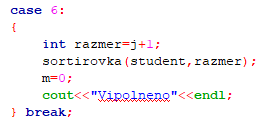 case 6:
{
int razmer=j+1;
sortirovka(student,razmer);
m=0;
cout<<"Vipolneno"<<endl;
} break;